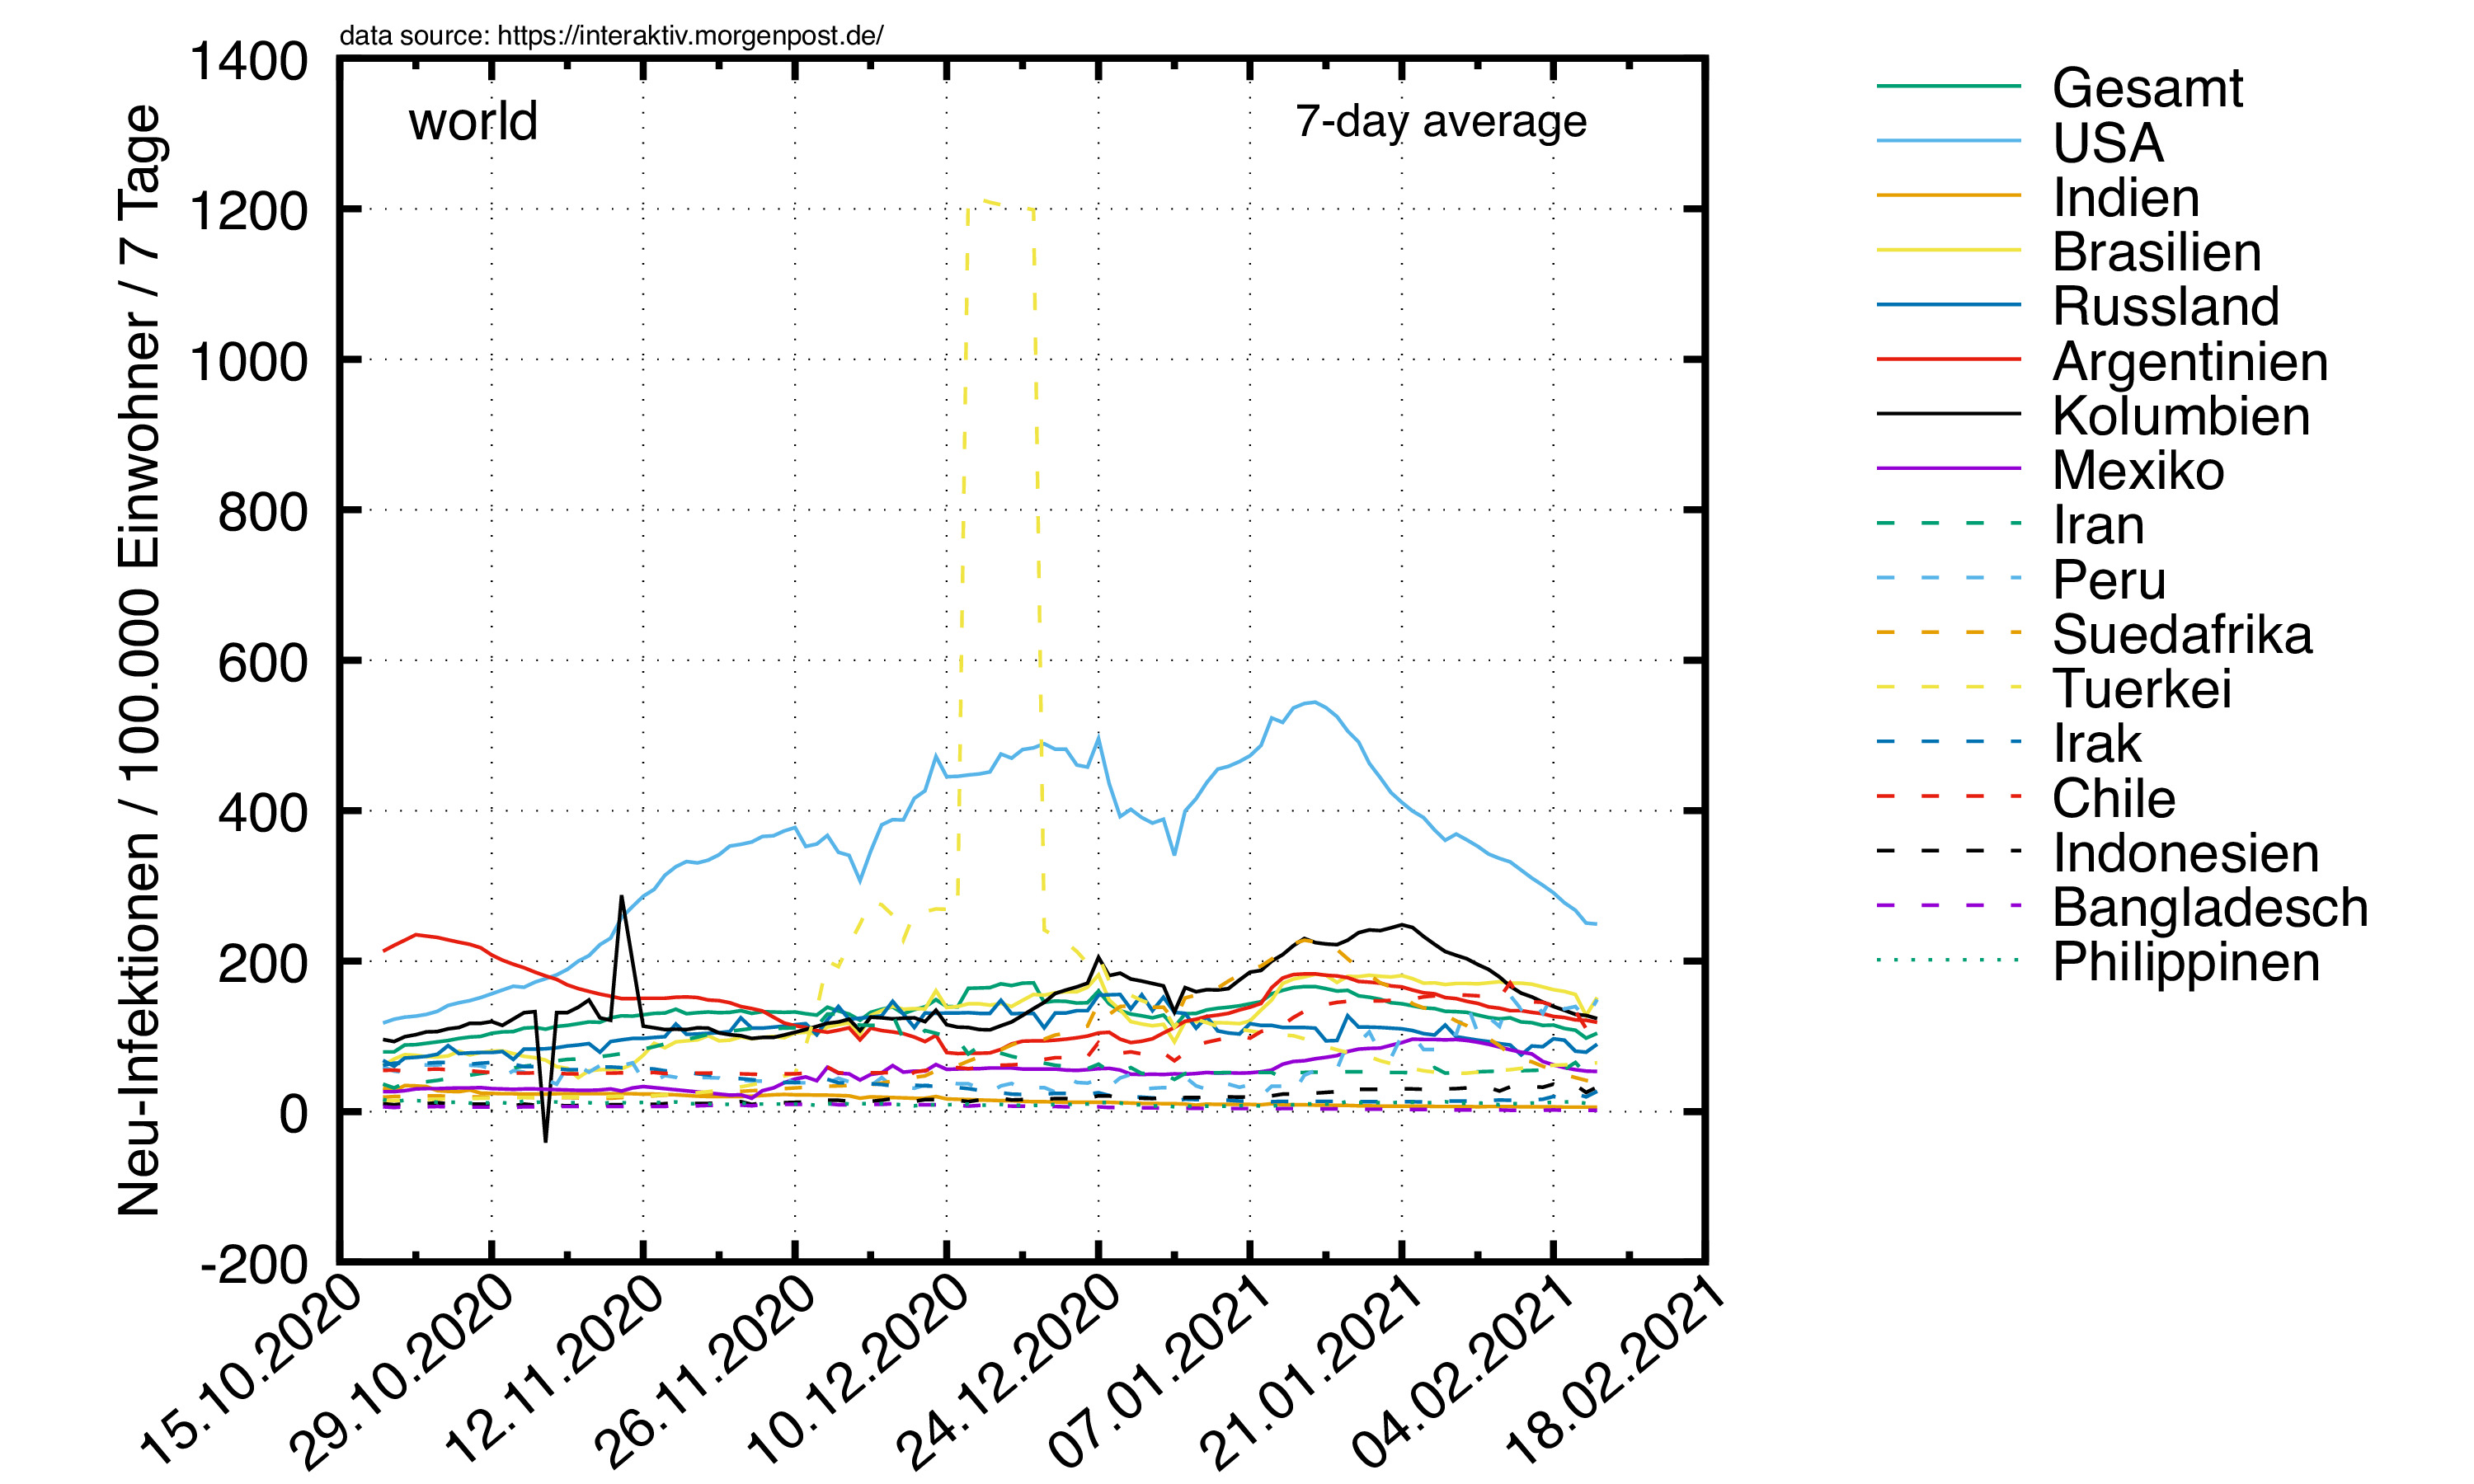 data source: https://interaktiv.morgenpost.de/
world
7-day average
Neu-Infektionen / 100.000 Einwohner / 7 Tage
1400
1200
1000
800
600
400
200
0
-200
15.10.2020
29.10.2020
12.11.2020
26.11.2020
10.12.2020
24.12.2020
07.01.2021
21.01.2021
04.02.2021
18.02.2021
Gesamt
USA
Indien
Brasilien
Russland
Argentinien
Kolumbien
Mexiko
Iran
Peru
Suedafrika
Tuerkei
Irak
Chile
Indonesien
Bangladesch
Philippinen